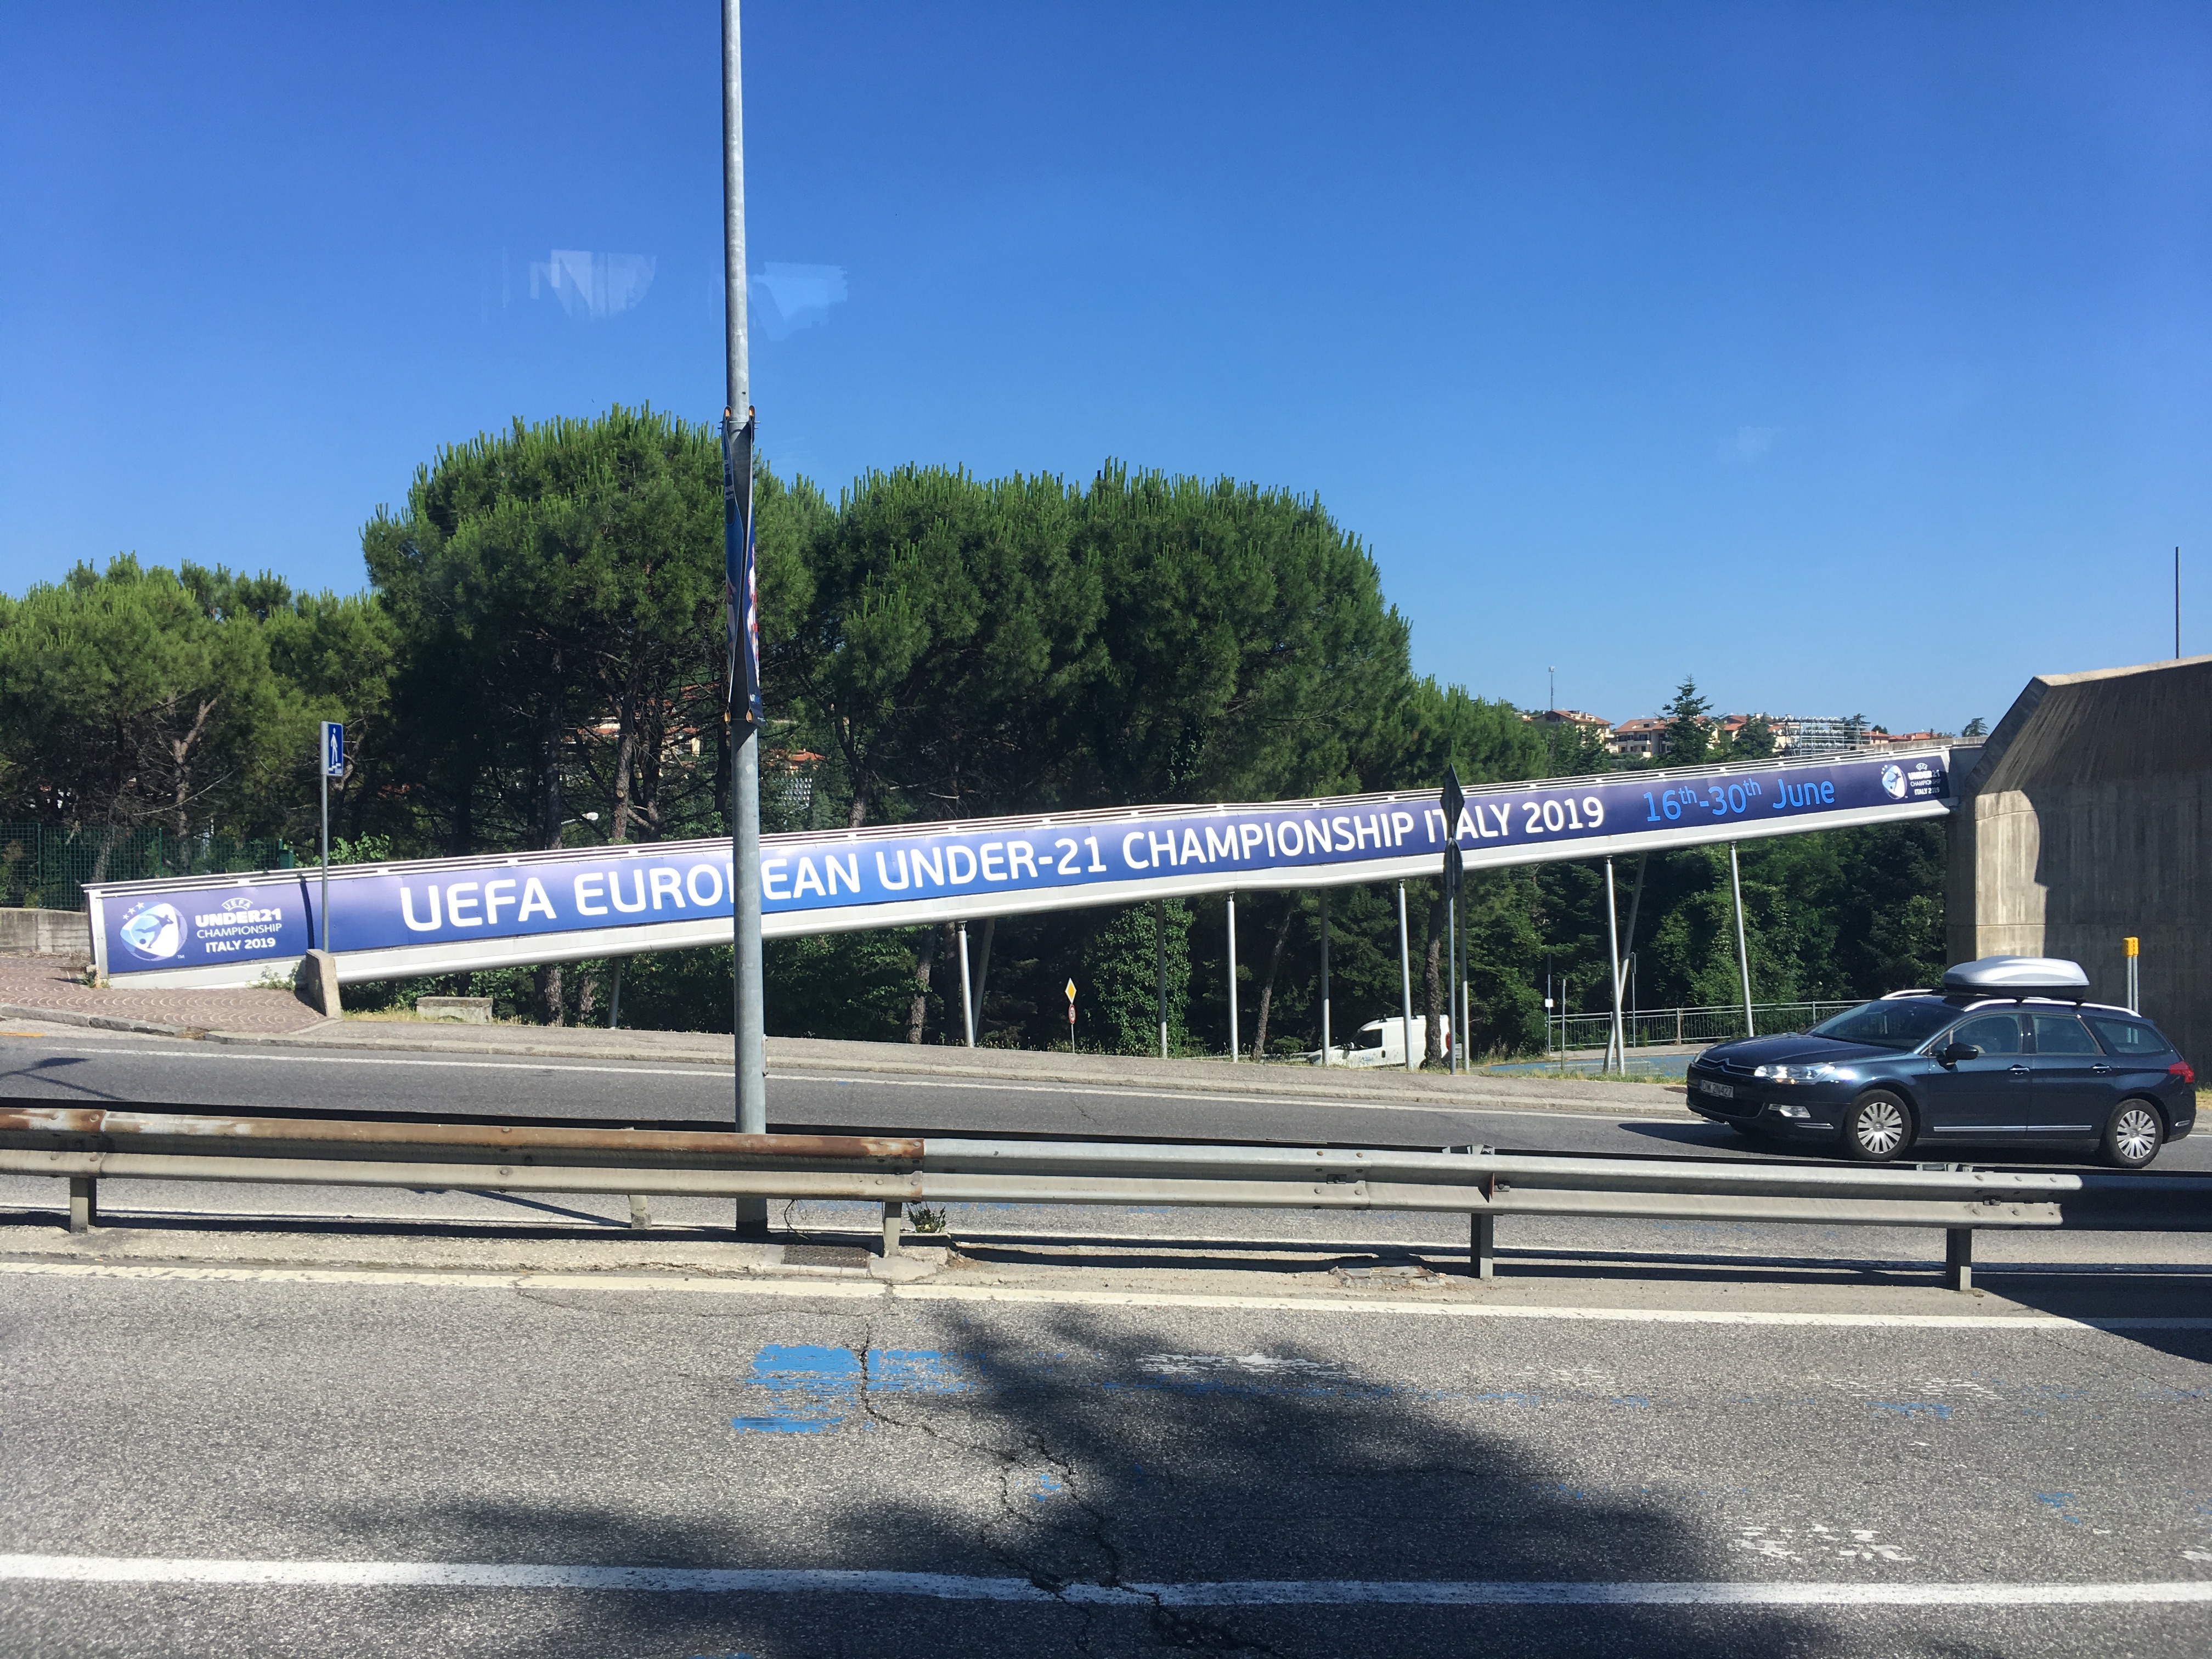 UEFA
UNDER21
CHAMPIONSHIP
ITALY 2019
UEFA EUROPEAN UNDER-21 CHAMPIONSHIP ITALY 2019 16th-30th June
UEFA
UNDER21
CHAMPIONSHIP
ITALY 2019